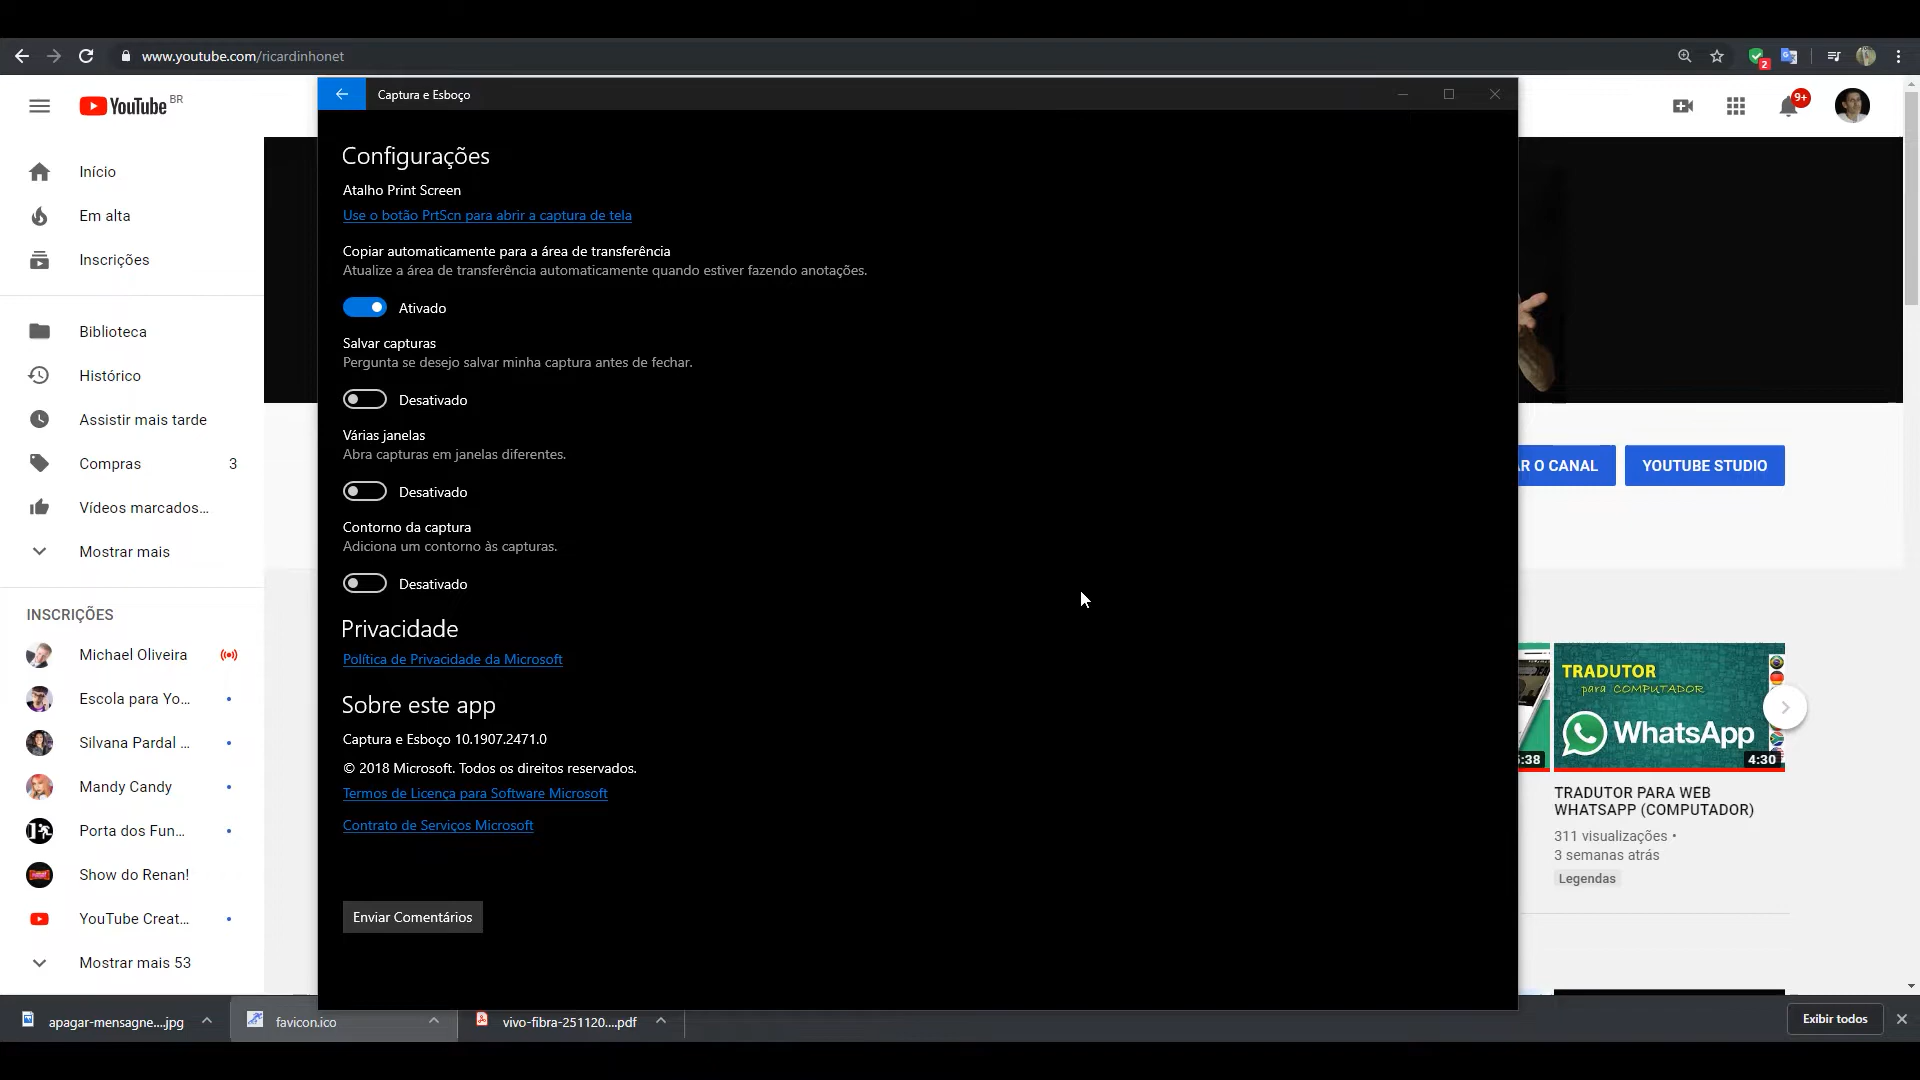 www.youtube.com/ricardinhonet
2
YouTube BR
9+
Início
Em alta
Inscrições
Biblioteca
Histórico
Assistir mais tarde
Compras 3
Vídeos marcados...
Mostrar mais
INSCRIÇÕES
Michael Oliveira
Escola para Yo...
Silvana Pardal ...
Mandy Candy
Porta dos Fun...
Show do Renan!
YouTube Creat...
Mostrar mais 53
Captura e Esboço
Configurações
Atalho Print Screen
Use o botão PrtScn para abrir a captura de tela
Copiar automaticamente para a área de transferência
Atualize a área de transferência automaticamente quando estiver fazendo anotações.
Ativado
Salvar capturas
Pergunta se desejo salvar minha captura antes de fechar.
Desativado
Várias janelas
Abra capturas em janelas diferentes.
Desativado
Contorno da captura
Adiciona um contorno às capturas.
Desativado
Privacidade
Política de Privacidade da Microsoft
Sobre este app
Captura e Esboço 10.1907.2471.0
© 2018 Microsoft. Todos os direitos reservados.
Termos de Licença para Software Microsoft
Contrato de Serviços Microsoft
Enviar Comentários
AR O CANAL
YOUTUBE STUDIO
TRADUTOR
para COMPUTADOR
WhatsApp
:38
4:30
TRADUTOR PARA WEB
WHATSAPP (COMPUTADOR)
311 visualizações •
3 semanas atrás
Legendas
apagar-mensagne....jpg
favicon.ico
vivo-fibra-251120....pdf
Exibir todos